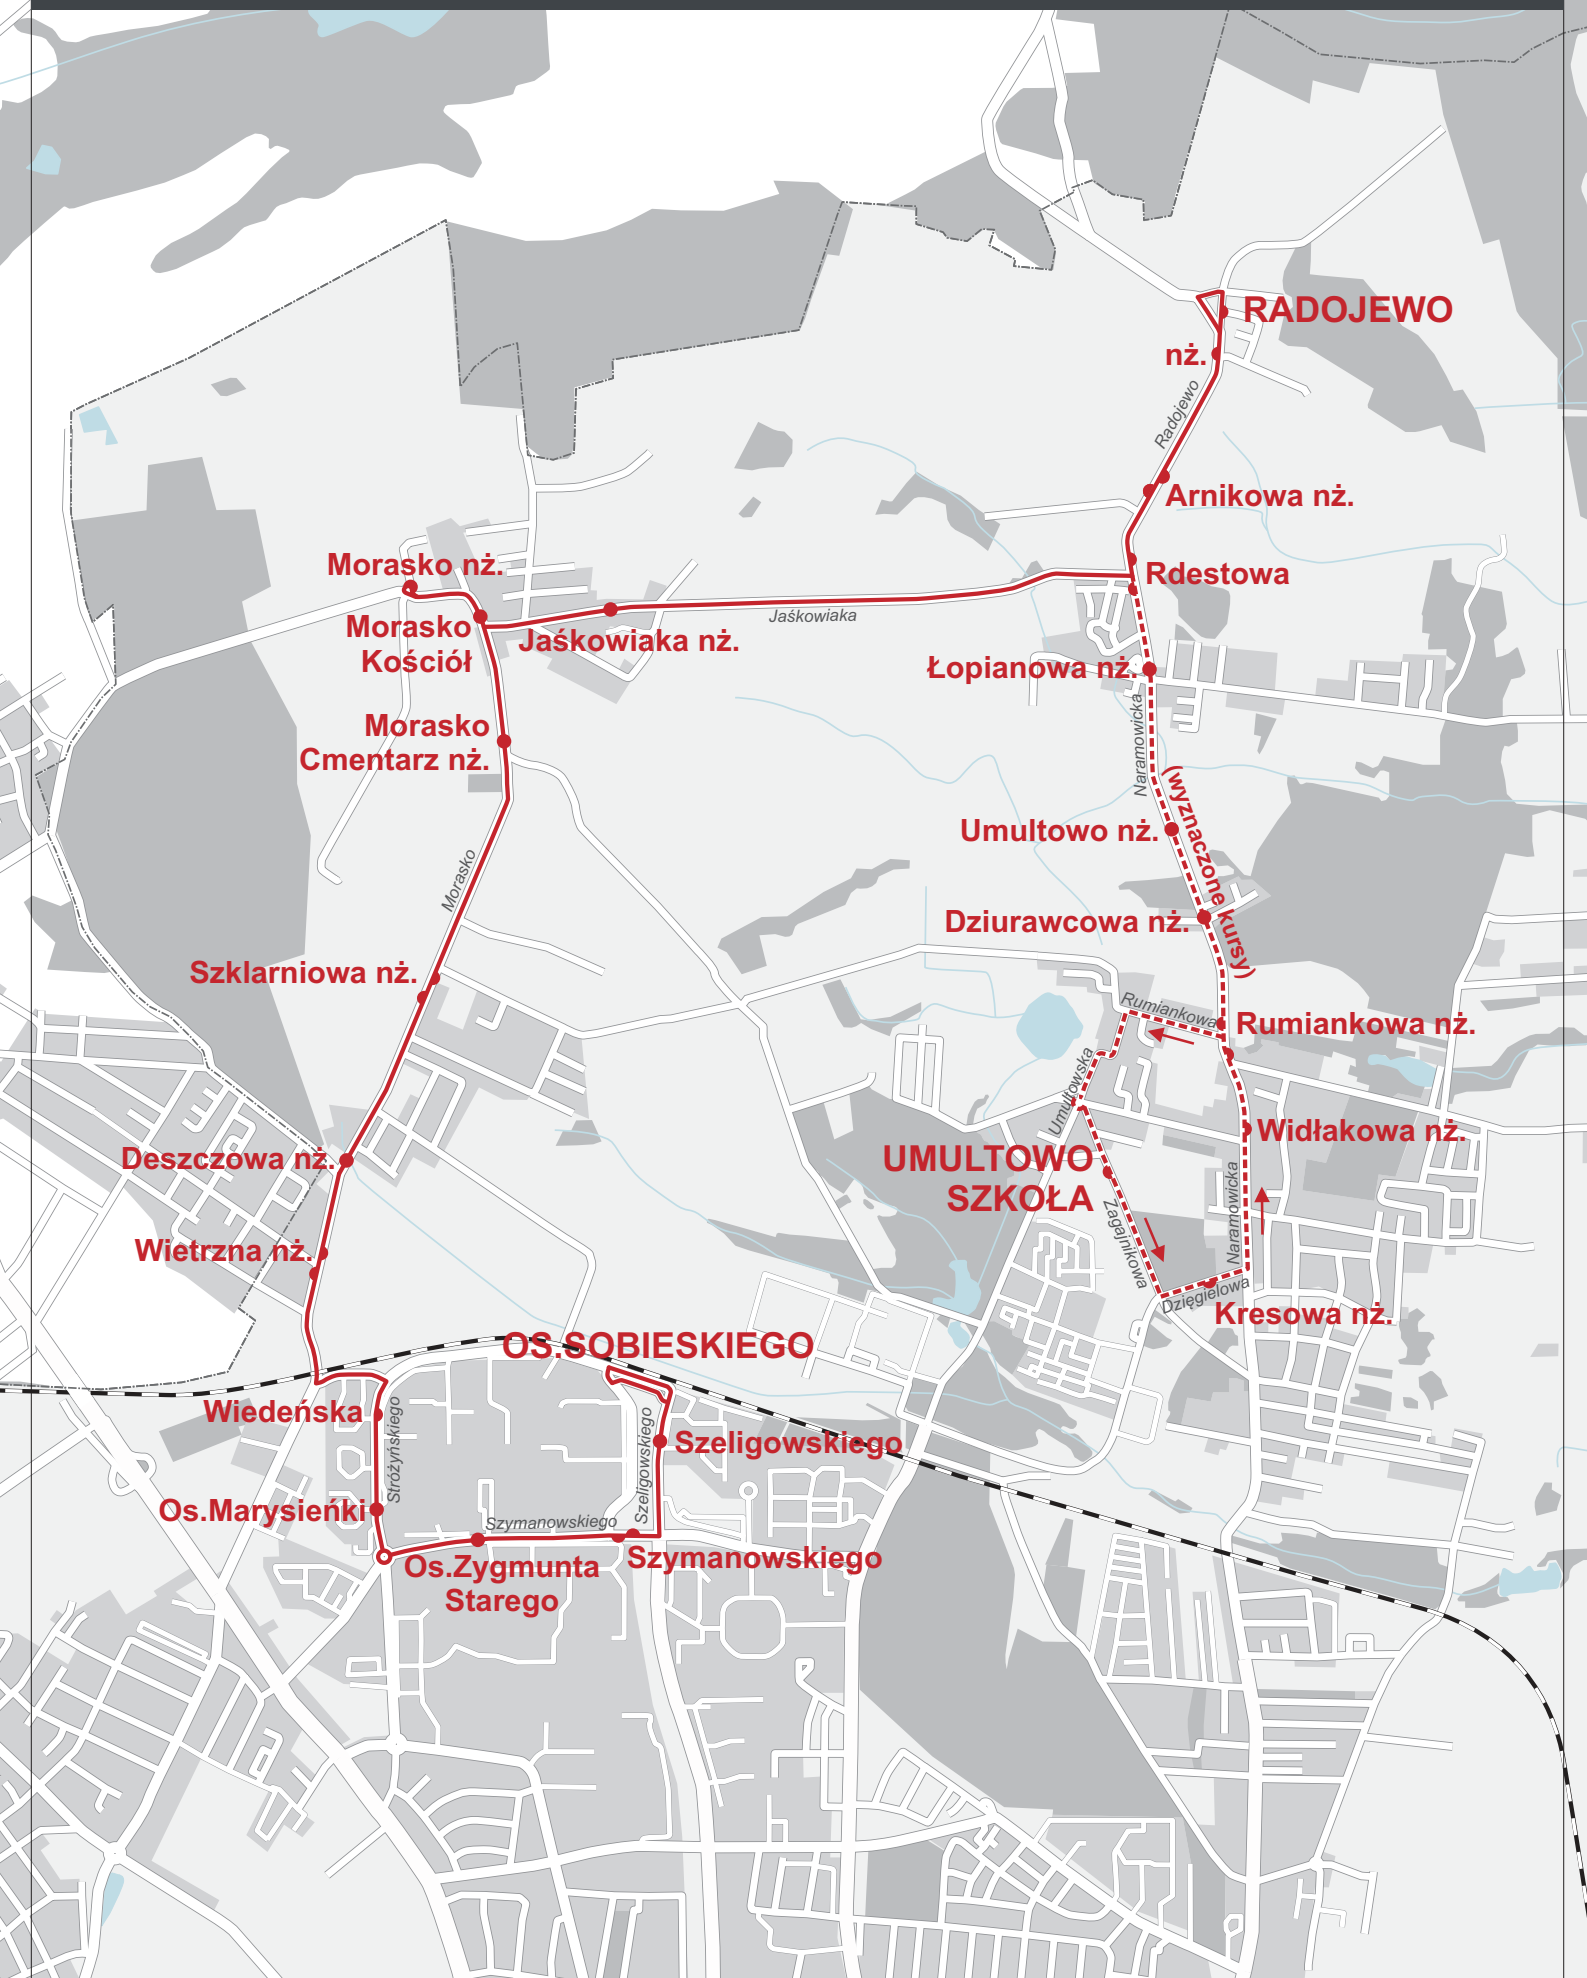 RADOJEWO
nż.
Radojewo
Arnikowa nż.
Morasko nż.
Rdestowa
Jaśkowiaka
Morasko
Kościół
Jaśkowiaka nż.
Łopianowa nż.
Naramowicka
Morasko
Cmentarz nż.
(wyznaczone kursy)
Umultowo nż.
Morasko
Dziurawcowa nż.
Szklarniowa nż.
Rumiankowa
Rumiankowa nż.
Umultowska
Widłakowa nż.
Deszczowa nż.
UMULTOWO
SZKOŁA
Zagajnikowa
Naramowicka
Wietrzna nż.
Dzięgielowa
Kresowa nż.
OS.SOBIESKIEGO
Wiedeńska
Stróżyńskiego
Szeligowskiego
Szeligowskiego
Os.Marysieńki
Szymanowskiego
Szymanowskiego
Os.Zygmunta
Starego